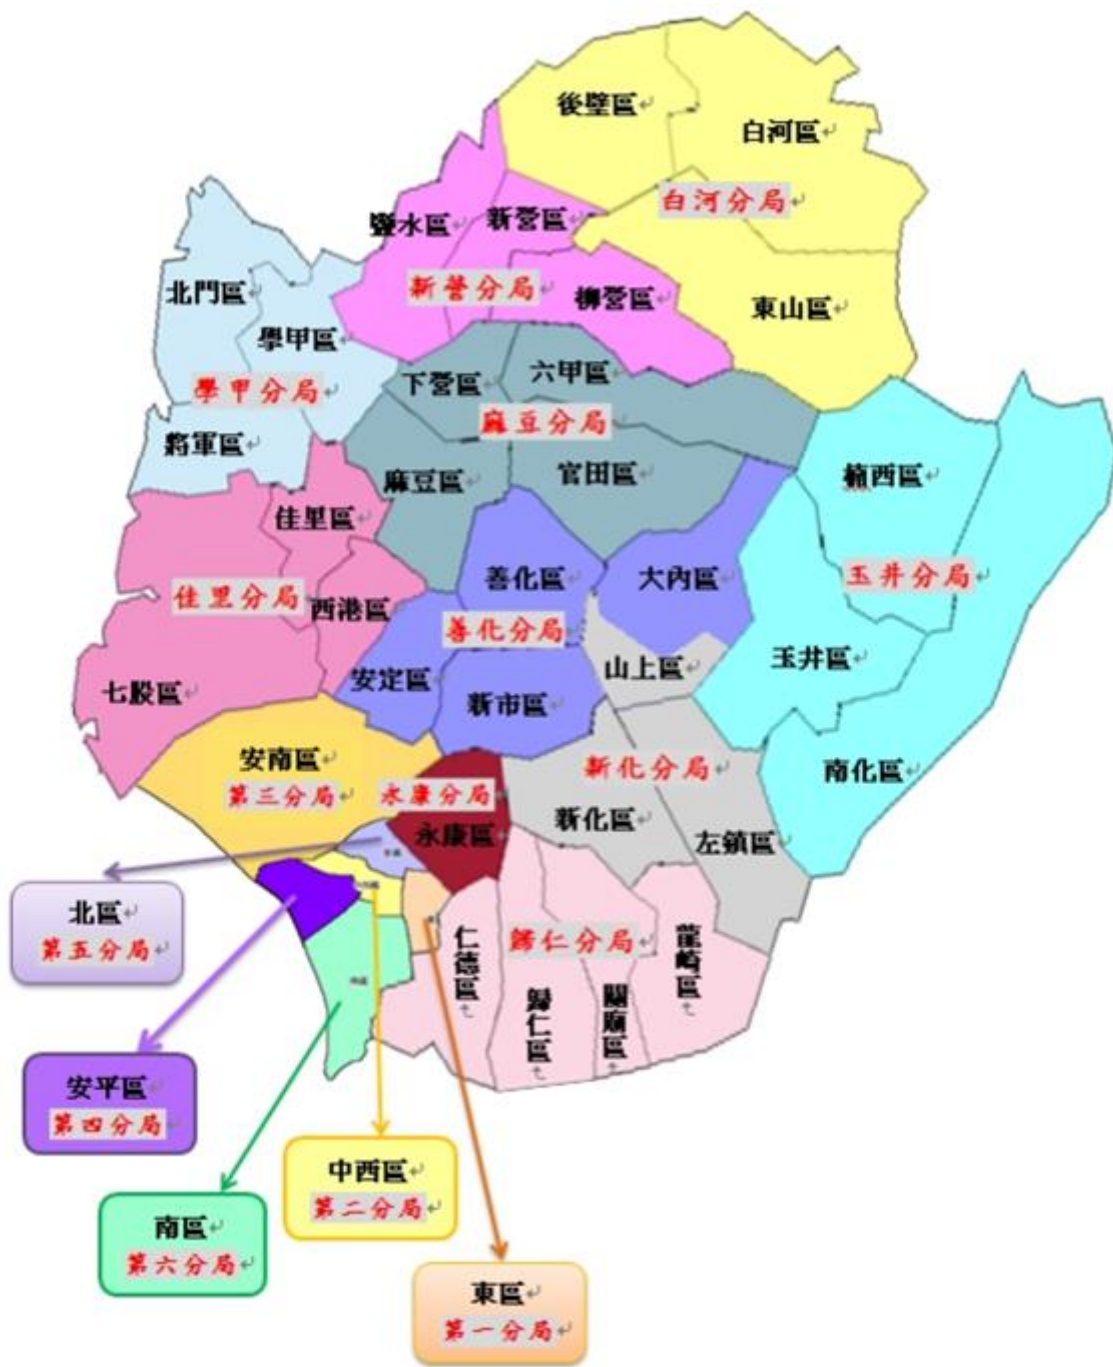 後壁區
白河區
白河分局
鹽水區
新營區
新營分局
柳營區
東山區
北門區
學甲區
學甲分局
將軍區
下營區
六甲區
麻豆分局
麻豆區
官田區
楠西區
佳里區
佳里分局
西港區
七股區
善化區
大內區
善化分局
安定區
新市區
山上區
玉井分局
玉井區
南化區
安南區
第三分局
永康分局
永康區
新化分局
新化區
左鎮區
仁德區
歸仁分局
歸仁區
關廟區
龍崎區
北區
第五分局
安平區
第四分局
南區
第六分局
中西區
第二分局
東區
第一分局